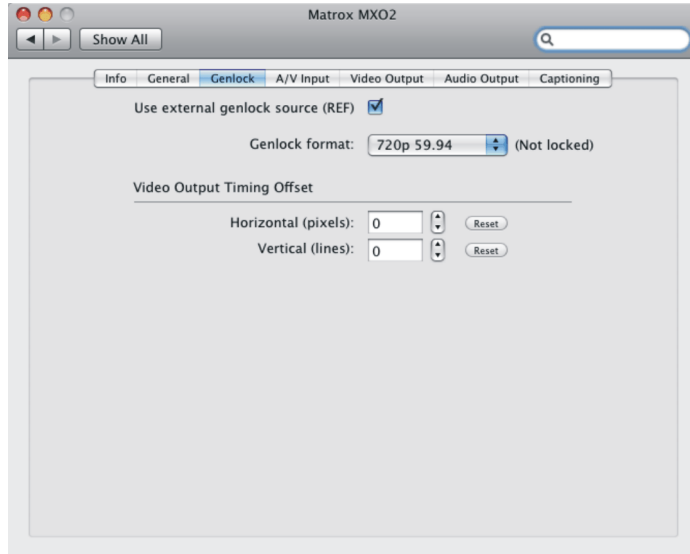 Matrox MXO2
Show All
Info General Genlock A/V Input Video Output Audio Output Captioning
Use external genlock source (REF)
Genlock format: 720p 59.94 (Not locked)
Video Output Timing Offset
Horizontal (pixels): 0 Reset
Vertical (lines): 0 Reset